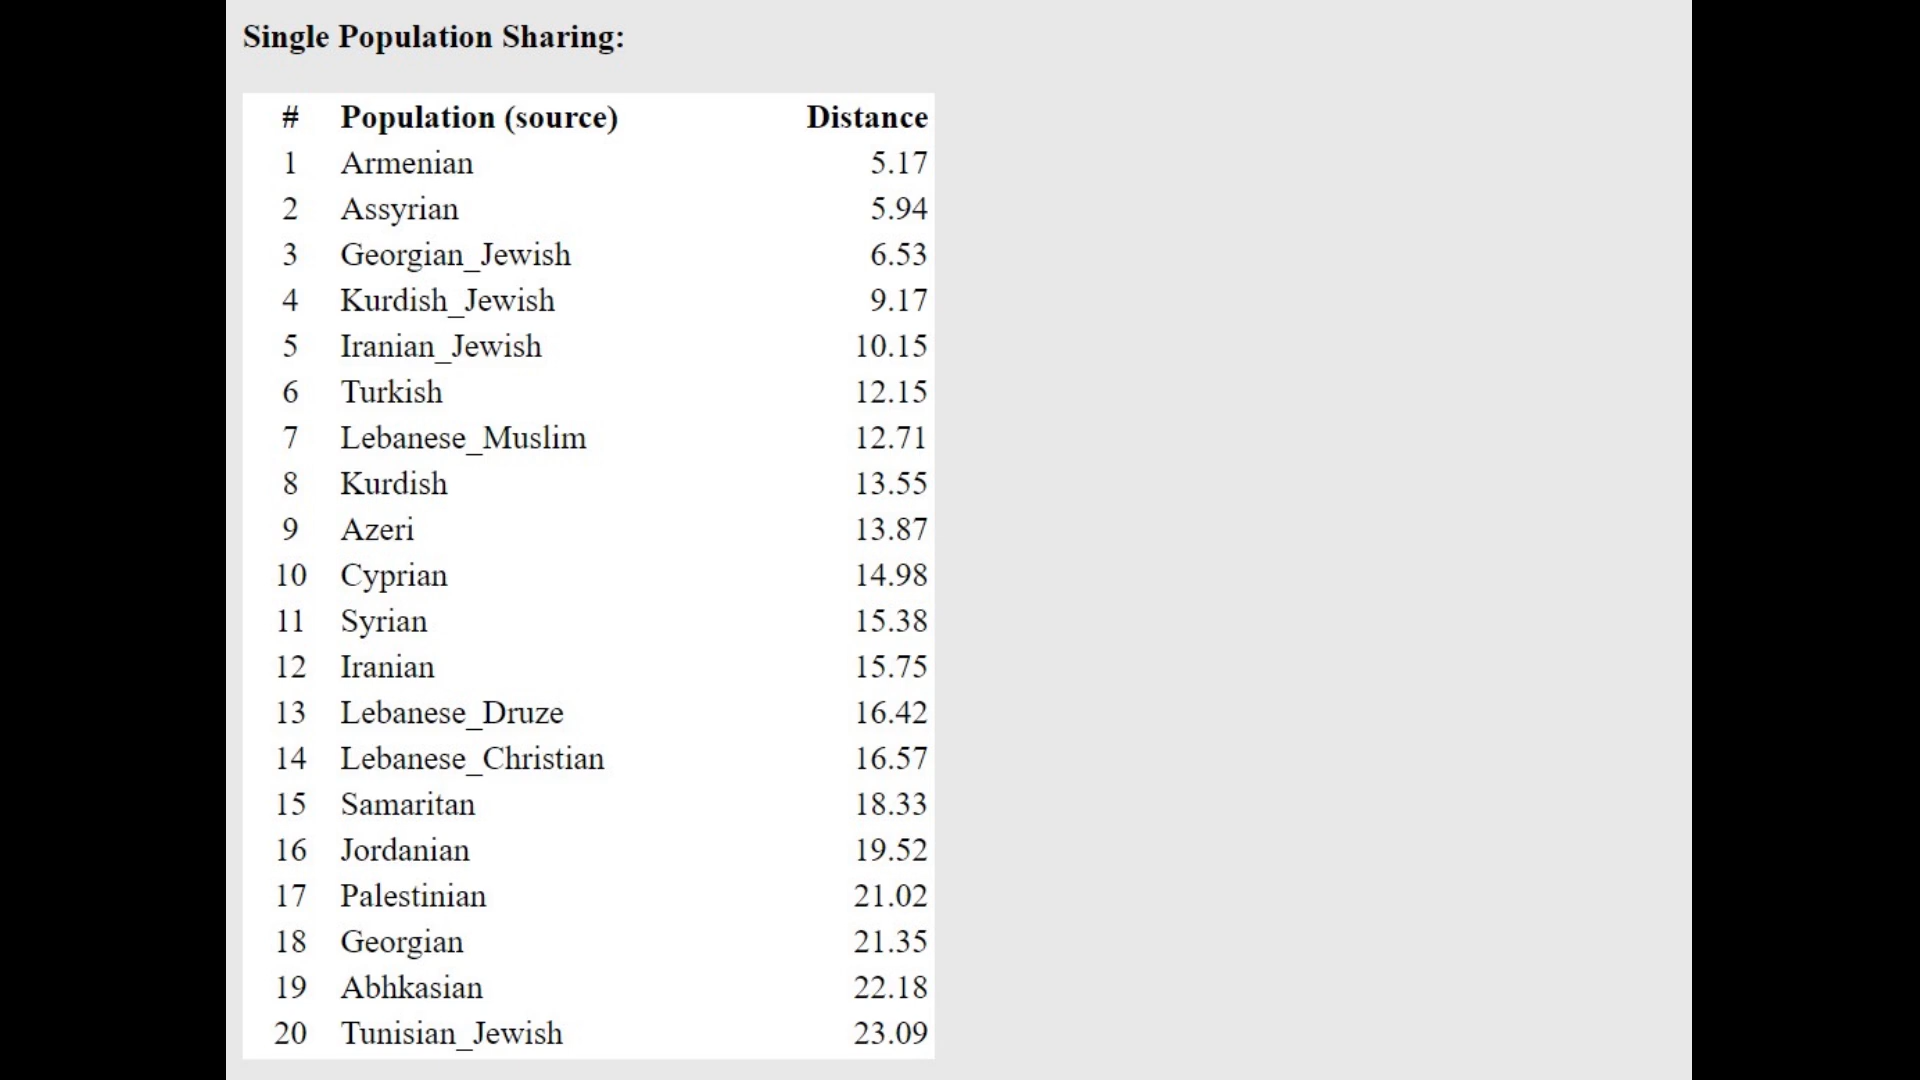 Single Population Sharing:
# Population (source) Distance
1 Armenian 5.17
2 Assyrian 5.94
3 Georgian_Jewish 6.53
4 Kurdish_Jewish 9.17
5 Iranian_Jewish 10.15
6 Turkish 12.15
7 Lebanese_Muslim 12.71
8 Kurdish 13.55
9 Azeri 13.87
10 Cyprian 14.98
11 Syrian 15.38
12 Iranian 15.75
13 Lebanese_Druze 16.42
14 Lebanese_Christian 16.57
15 Samaritan 18.33
16 Jordanian 19.52
17 Palestinian 21.02
18 Georgian 21.35
19 Abhkasian 22.18
20 Tunisian_Jewish 23.09